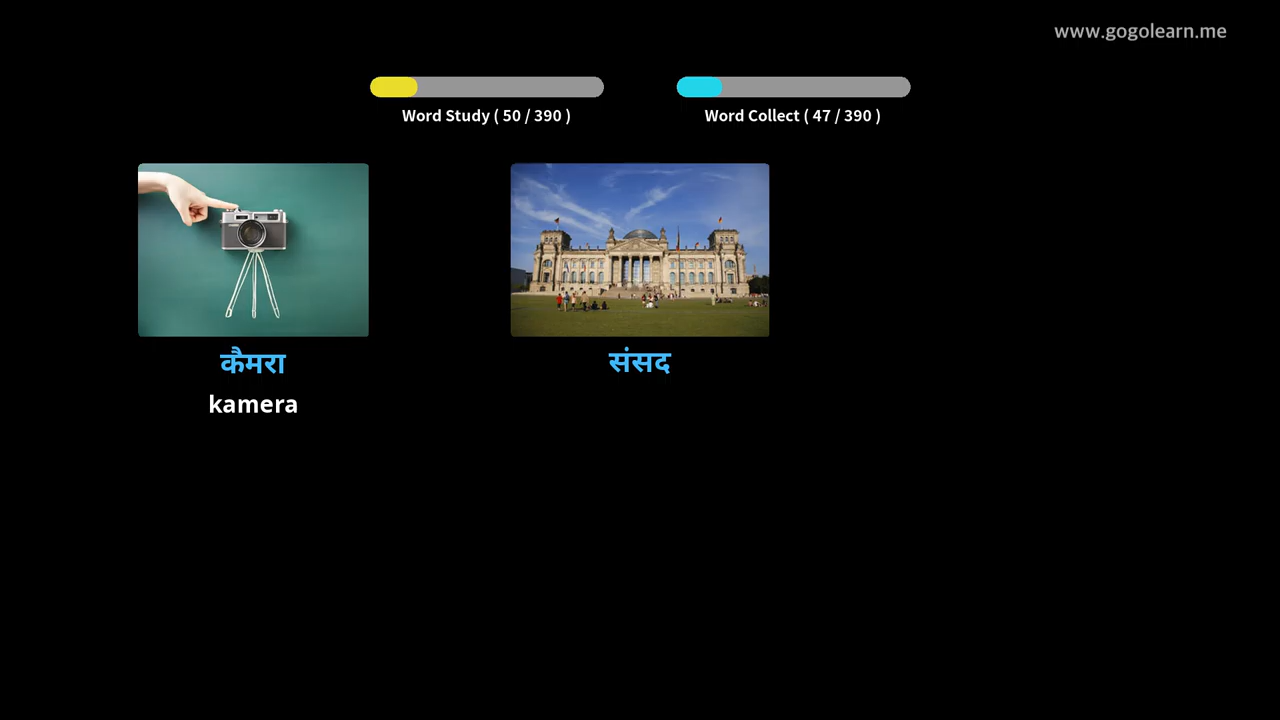 www.gogolearn.me
Word Study ( 50 / 390 )
Word Collect ( 47 / 390 )
कैमरा
kamera
संसद